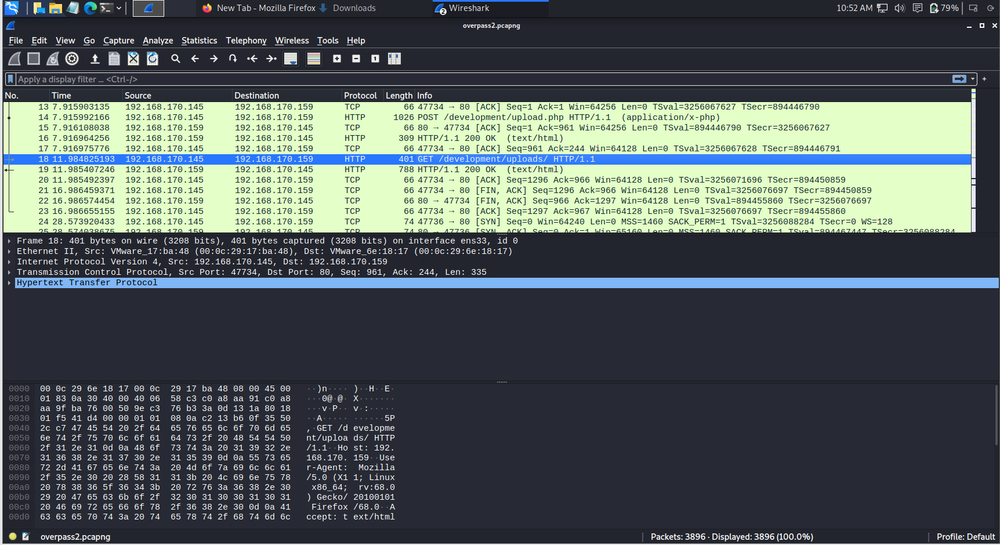 New Tab - Mozilla Firefox Downloads 2 Wireshark 10:52 AM 79%
overpass2.pcapng
File Edit View Go Capture Analyze Statistics Telephony Wireless Tools Help
Apply a display filter ... <Ctrl-/>
No. Time Source Destination Protocol Length Info
13 7.915903135 192.168.170.145 192.168.170.159 TCP 66 47734 → 80 [ACK] Seq=1 Ack=1 Win=64256 Len=0 TSval=3256067627 TSecr=894446790
14 7.915992166 192.168.170.145 192.168.170.159 HTTP 1026 POST /development/upload.php HTTP/1.1  (application/x-php)
15 7.916108038 192.168.170.159 192.168.170.145 TCP 66 80 → 47734 [ACK] Seq=1 Ack=961 Win=64256 Len=0 TSval=894446790 TSecr=3256067627
16 7.916964256 192.168.170.159 192.168.170.145 HTTP 309 HTTP/1.1 200 OK  (text/html)
17 7.916975776 192.168.170.145 192.168.170.159 TCP 66 47734 → 80 [ACK] Seq=961 Ack=244 Win=64128 Len=0 TSval=3256067628 TSecr=894446791
18 11.984825193 192.168.170.145 192.168.170.159 HTTP 401 GET /development/uploads/ HTTP/1.1
19 11.985407246 192.168.170.159 192.168.170.145 HTTP 788 HTTP/1.1 200 OK  (text/html)
20 11.985492397 192.168.170.145 192.168.170.159 TCP 66 47734 → 80 [ACK] Seq=1296 Ack=966 Win=64128 Len=0 TSval=3256071696 TSecr=894450859
21 16.986459371 192.168.170.145 192.168.170.159 TCP 66 47734 → 80 [FIN, ACK] Seq=1296 Ack=966 Win=64128 Len=0 TSval=3256076697 TSecr=894450859
22 16.986574454 192.168.170.159 192.168.170.145 TCP 66 80 → 47734 [FIN, ACK] Seq=966 Ack=1297 Win=64128 Len=0 TSval=894455860 TSecr=3256076697
23 16.986655155 192.168.170.145 192.168.170.159 TCP 66 47734 → 80 [ACK] Seq=1297 Ack=967 Win=64128 Len=0 TSval=3256076697 TSecr=894455860
24 28.573920433 192.168.170.145 192.168.170.159 TCP 74 47736 → 80 [SYN] Seq=0 Win=64240 Len=0 MSS=1460 SACK_PERM=1 TSval=3256088284 TSecr=0 WS=128
25 28.574038675 192.168.170.159 192.168.170.145 TCP 74 80 → 47736 [SYN, ACK] Seq=0 Ack=1 Win=65160 Len=0 MSS=1460 SACK_PERM=1 TSval=894467447 TSecr=3256088284
Frame 18: 401 bytes on wire (3208 bits), 401 bytes captured (3208 bits) on interface ens33, id 0
Ethernet II, Src: VMware_17:ba:48 (00:0c:29:17:ba:48), Dst: VMware_6e:18:17 (00:0c:29:6e:18:17)
Internet Protocol Version 4, Src: 192.168.170.145, Dst: 192.168.170.159
Transmission Control Protocol, Src Port: 47734, Dst Port: 80, Seq: 961, Ack: 244, Len: 335
Hypertext Transfer Protocol
0000 00 0c 29 6e 18 17 00 0c 29 17 ba 48 08 00 45 00 ··)n···· )··H··E·
0010 01 83 0a 30 40 00 40 06 58 c3 c0 a8 aa 91 c0 a8 ···0@·@· X·······
0020 aa 9f ba 76 00 50 9e c3 76 b3 3a 0d 13 1a 80 18 ···v·P·· v·:·····
0030 01 f5 41 d4 00 00 01 01 08 0a c2 13 b6 0f 35 50 ··A····· ······5P
0040 2c c7 47 45 54 20 2f 64 65 76 65 6c 6f 70 6d 65 ,·GET /d evelopme
0050 6e 74 2f 75 70 6c 6f 61 64 73 2f 20 48 54 54 50 nt/uploa ds/ HTTP
0060 2f 31 2e 31 0d 0a 48 6f 73 74 3a 20 31 39 32 2e /1.1··Ho st: 192.
0070 31 36 38 2e 31 37 30 2e 31 35 39 0d 0a 55 73 65 168.170. 159··Use
0080 72 2d 41 67 65 6e 74 3a 20 4d 6f 7a 69 6c 6c 61 r-Agent:  Mozilla
0090 2f 35 2e 30 20 28 58 31 31 3b 20 4c 69 6e 75 78 /5.0 (X1 1; Linux
00a0 20 78 38 36 5f 36 34 3b 20 72 76 3a 36 38 2e 30 x86_64;  rv:68.0
00b0 29 20 47 65 63 6b 6f 2f 32 30 31 30 30 31 30 31 ) Gecko/ 20100101
00c0 20 46 69 72 65 66 6f 78 2f 36 38 2e 30 0d 0a 41 Firefox /68.0··A
00d0 63 63 65 70 74 3a 20 74 65 78 74 2f 68 74 6d 6c ccept: t ext/html
overpass2.pcapng Packets: 3896 · Displayed: 3896 (100.0%) Profile: Default